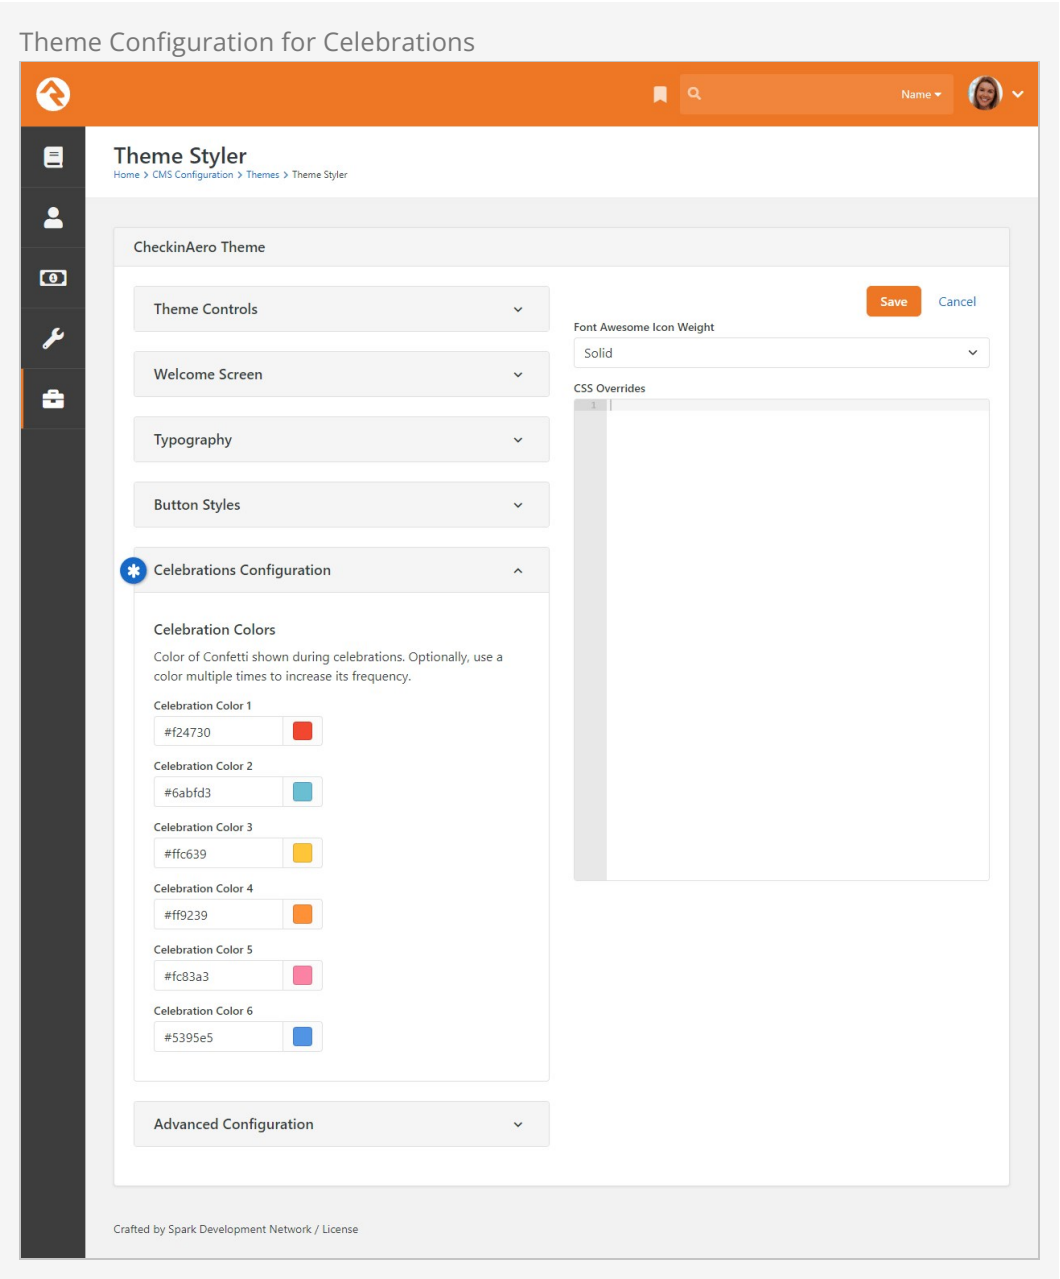 Theme Configuration for Celebrations
Name
Theme Styler
Home > CMS Configuration > Themes > Theme Styler
CheckinAero Theme
Theme Controls
Welcome Screen
Typography
Button Styles
Celebrations Configuration
Celebration Colors
Color of Confetti shown during celebrations. Optionally, use a
color multiple times to increase its frequency.
Celebration Color 1
#f24730
Celebration Color 2
#6abfd3
Celebration Color 3
#ffc639
Celebration Color 4
#ff9239
Celebration Color 5
#fc83a3
Celebration Color 6
#5395e5
Advanced Configuration
Save Cancel
Font Awesome Icon Weight
Solid
CSS Overrides
1
Crafted by Spark Development Network / License